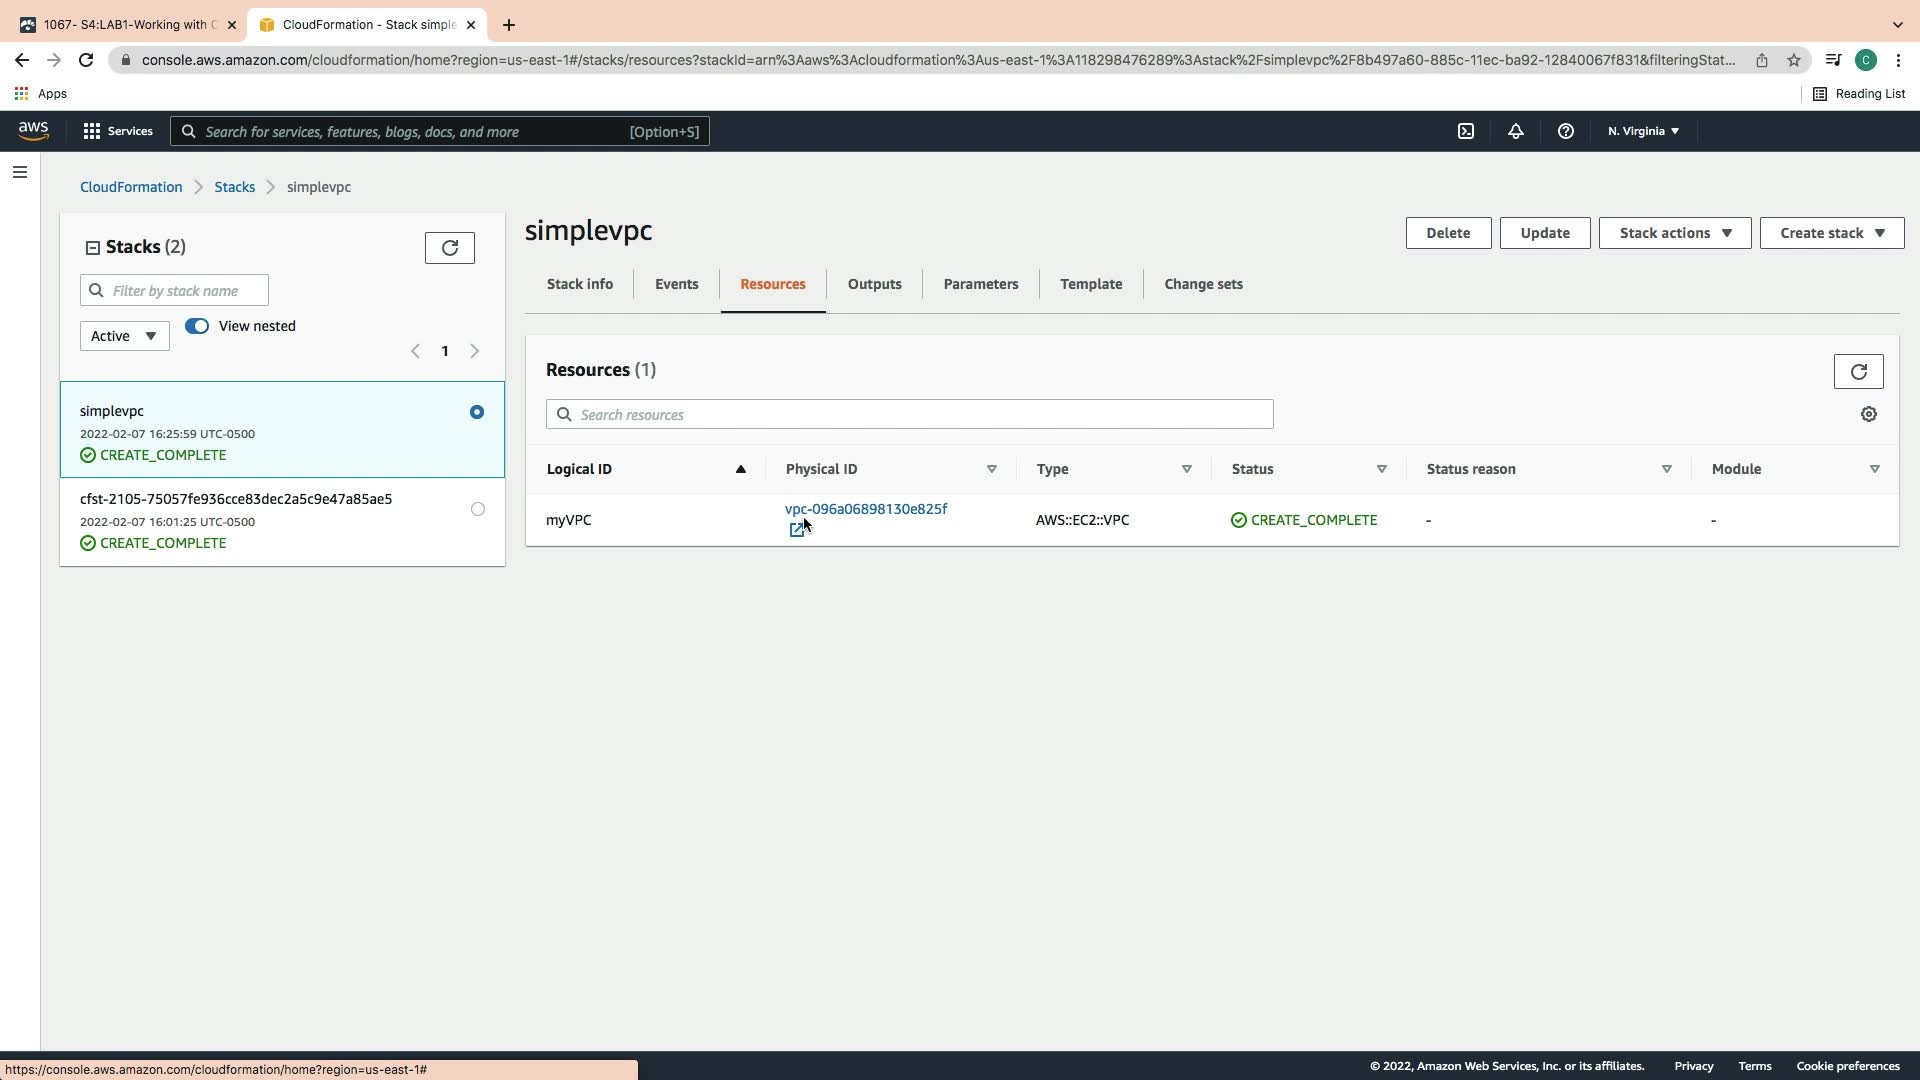 1067- S4:LAB1-Working with C
CloudFormation - Stack simple
console.aws.amazon.com/cloudformation/home?region=us-east-1#/stacks/resources?stackId=arn%3Aaws%3Acloudformation%3Aus-east-1%3A118298476289%3Astack%2Fsimplevpc%2F8b497a60-885c-11ec-ba92-12840067f831&filteringStat...
C
Apps
Reading List
aws
Services
Search for services, features, blogs, docs, and more
[Option+S]
N. Virginia
CloudFormation
Stacks
simplevpc
Stacks (2)
Filter by stack name
Active
View nested
1
simplevpc
2022-02-07 16:25:59 UTC-0500
CREATE_COMPLETE
cfst-2105-75057fe936cce83dec2a5c9e47a85ae5
2022-02-07 16:01:25 UTC-0500
CREATE_COMPLETE
simplevpc
Delete
Update
Stack actions
Create stack
Stack info
Events
Resources
Outputs
Parameters
Template
Change sets
Resources (1)
Search resources
Logical ID
Physical ID
Type
Status
Status reason
Module
myVPC
vpc-096a06898130e825f
AWS::EC2::VPC
CREATE_COMPLETE
-
-
https://console.aws.amazon.com/cloudformation/home?region=us-east-1#
© 2022, Amazon Web Services, Inc. or its affiliates.
Privacy
Terms
Cookie preferences